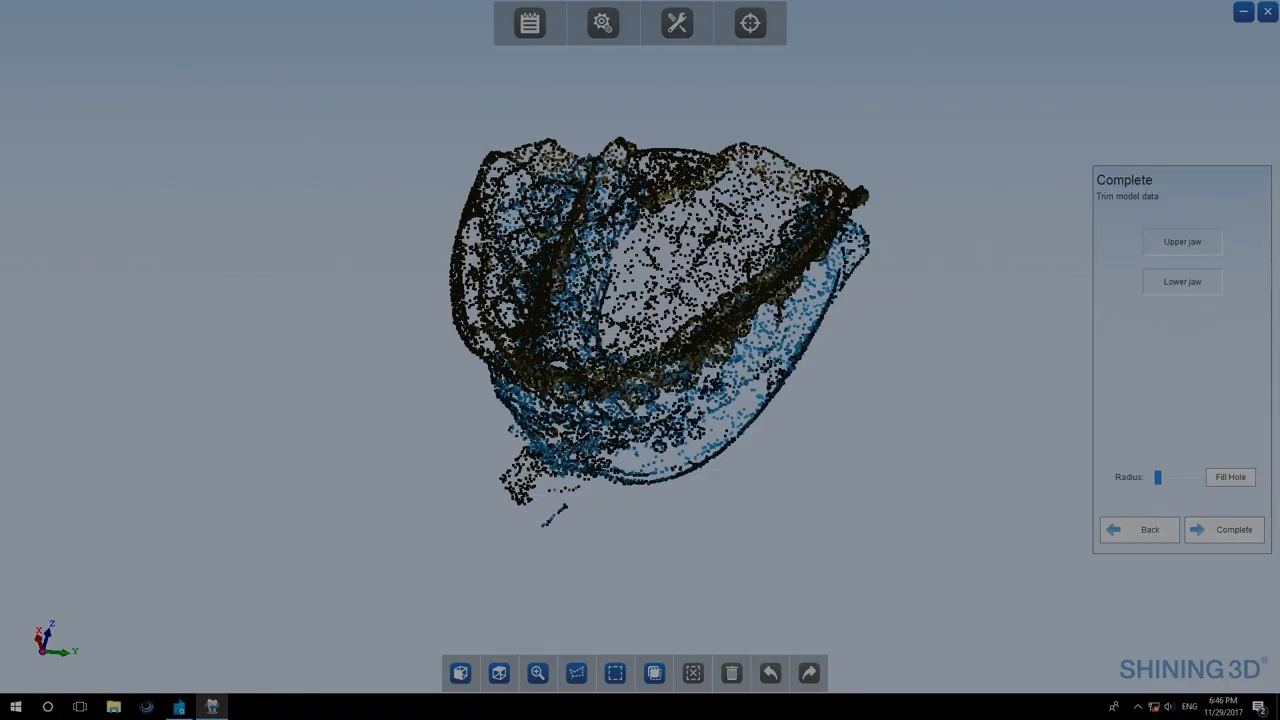 Complete
Trim model data
Upper jaw
Lower jaw
Radius:
Fill Hole
Back
Complete
X
Z
Y
SHINING 3D®
ENG
6:46 PM
11/29/2017
2